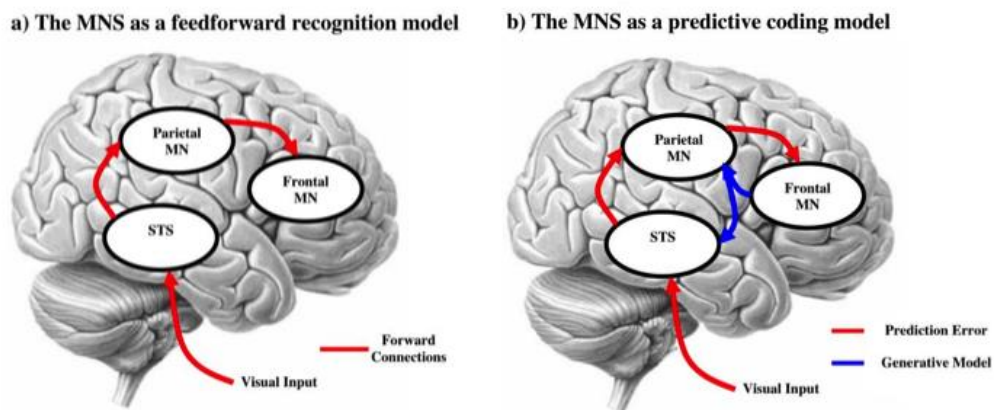 a) The MNS as a feedforward recognition model
Parietal
MN
Frontal
MN
STS
Forward
Connections
Visual Input
b) The MNS as a predictive coding model
Parietal
MN
Frontal
MN
STS
Prediction Error
Generative Model
Visual Input